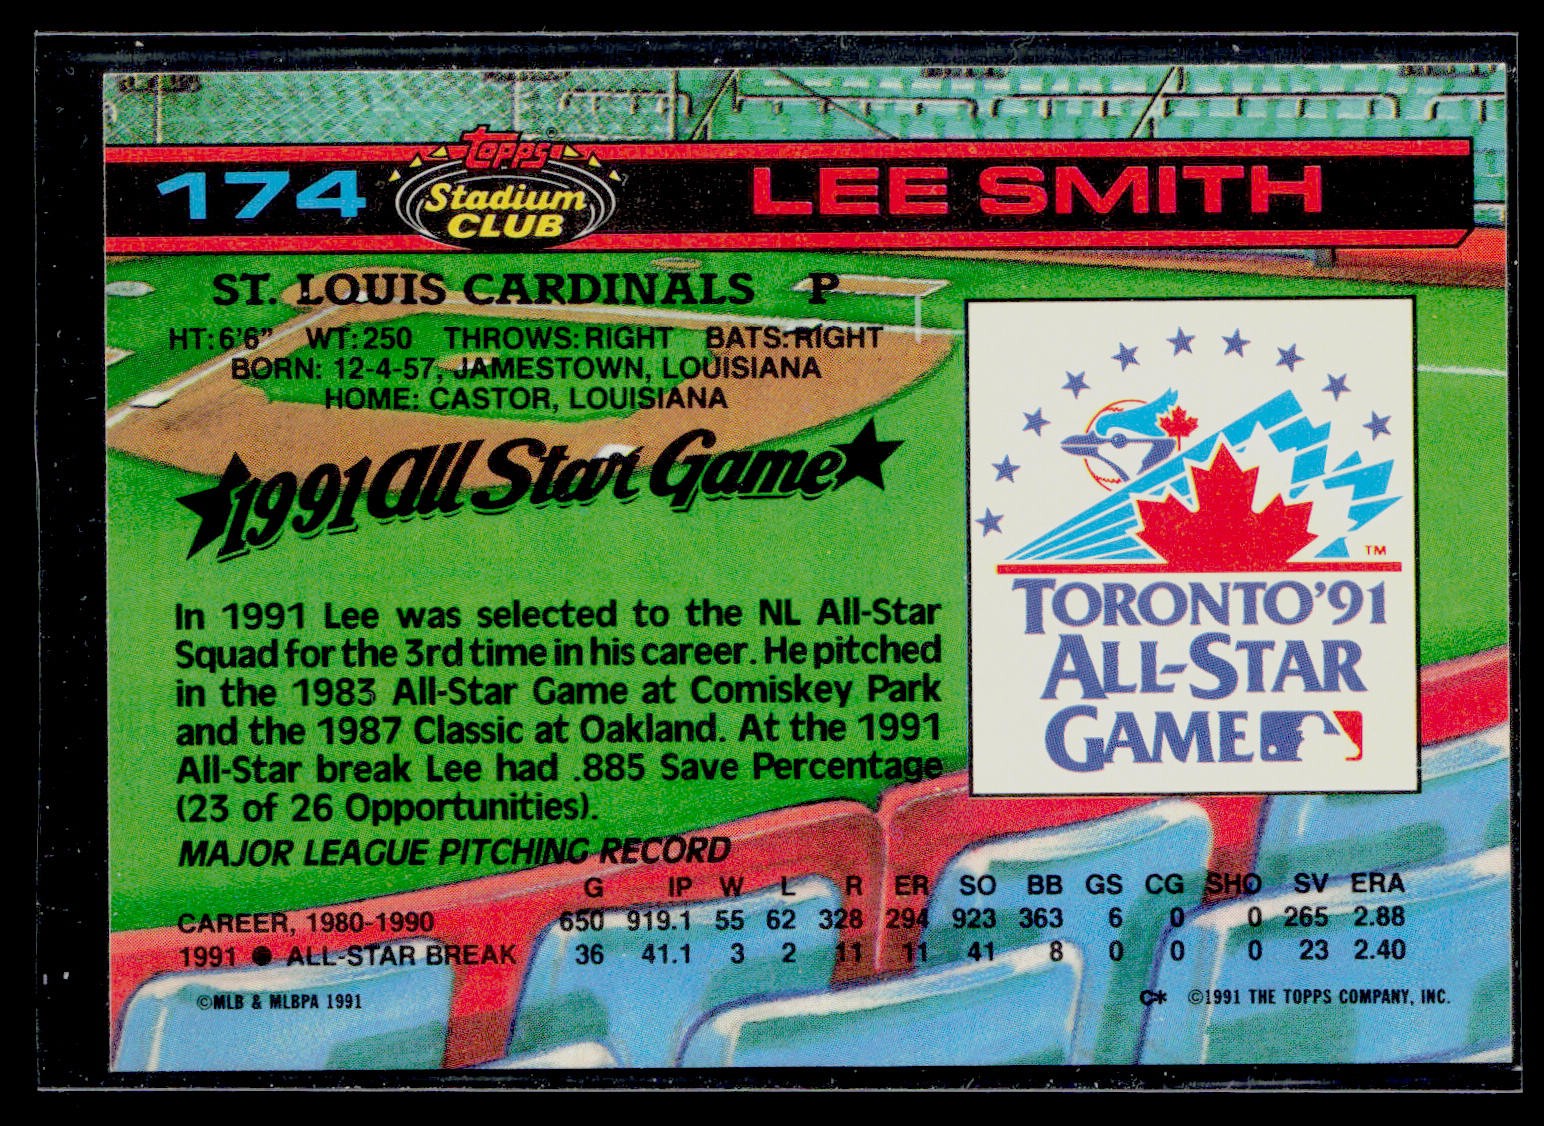 174
Topps
Stadium
CLUB
LEE SMITH
ST. LOUIS CARDINALS P
HT: 6'6" WT: 250 THROWS: RIGHT BATS: RIGHT
BORN: 12-4-57, JAMESTOWN, LOUISIANA
HOME: CASTOR, LOUISIANA
1991 All Star Game
In 1991 Lee was selected to the NL All-Star
Squad for the 3rd time in his career. He pitched
in the 1983 All-Star Game at Comiskey Park
and the 1987 Classic at Oakland. At the 1991
All-Star break Lee had .885 Save Percentage
(23 of 26 Opportunities).
TM
TORONTO'91
ALL-STAR
GAME
MAJOR LEAGUE PITCHING RECORD
G IP W L R ER SO BB GS CG SHO SV ERA
CAREER, 1980-1990 650 919.1 55 62 328 294 923 363 6 0 0 265 2.88
1991 ● ALL-STAR BREAK 36 41.1 3 2 11 11 41 8 0 0 0 23 2.40
©MLB & MLBPA 1991
C* ©1991 THE TOPPS COMPANY, INC.